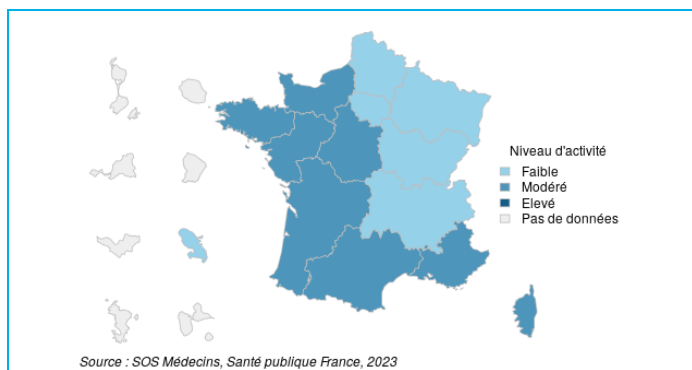 Niveau d'activité
Faible
Modéré
Elevé
Pas de données
Source : SOS Médecins, Santé publique France, 2023